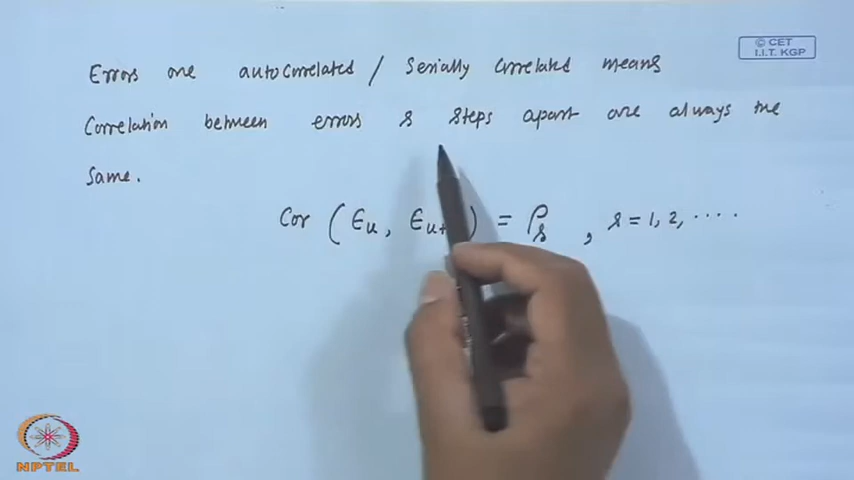 © CET
I.I.T. KGP
Errors are autocorrelated / Serially correlated means
Correlation between errors s steps apart are always the
same.
Cor (ϵu, ϵu+ ) = ρs , s = 1, 2, ....
NPTEL